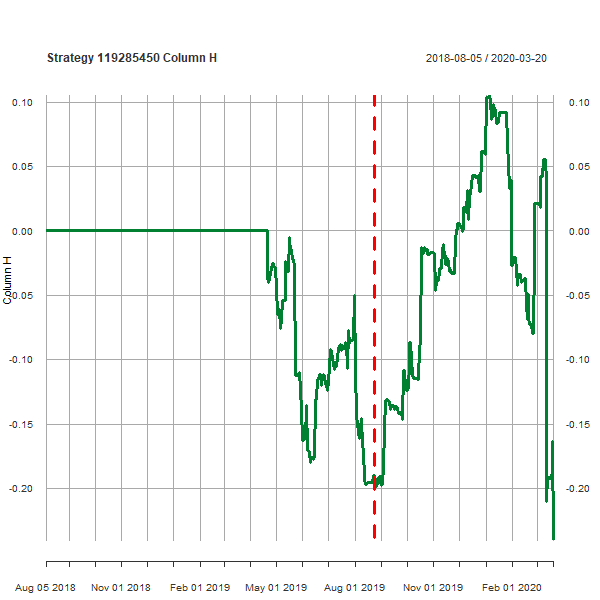 Strategy 119285450 Column H
2018-08-05 / 2020-03-20
0.10
0.10
0.05
0.05
0.00
0.00
Column H
-0.05
-0.05
-0.10
-0.10
-0.15
-0.15
-0.20
-0.20
Aug 05 2018
Nov 01 2018
Feb 01 2019
May 01 2019
Aug 01 2019
Nov 01 2019
Feb 01 2020